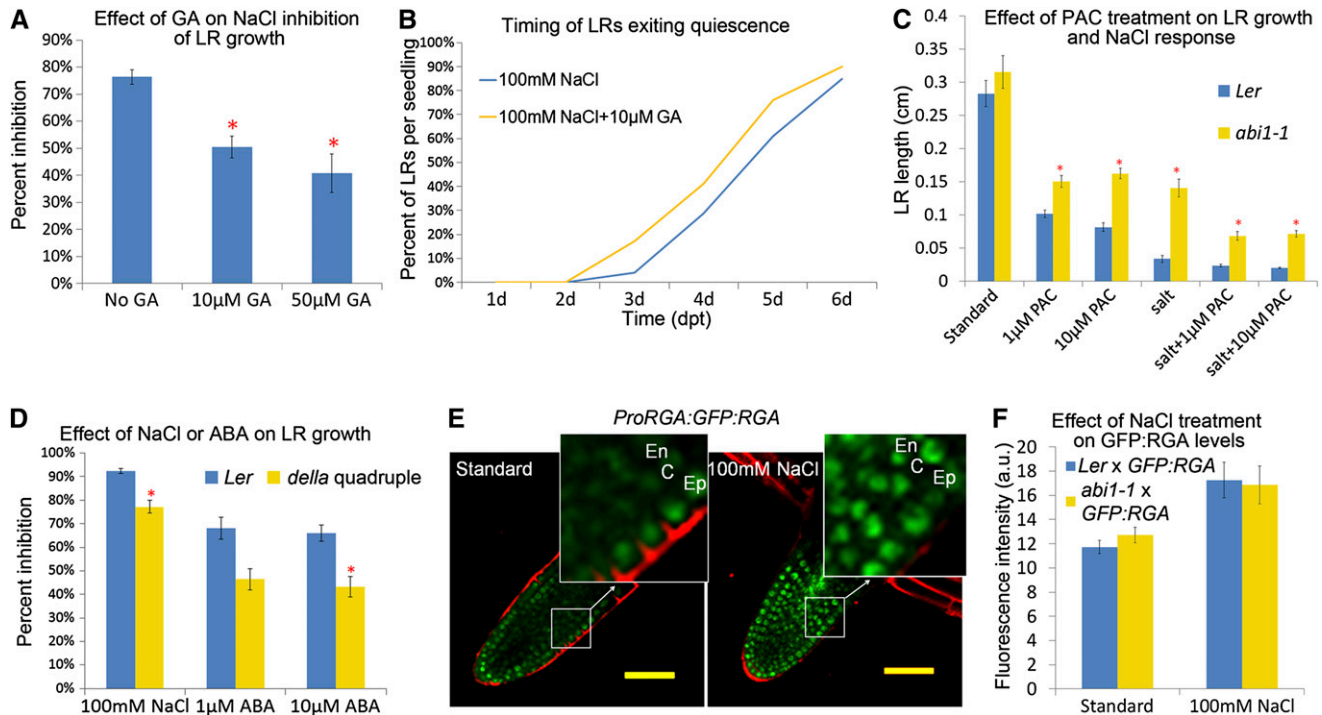 A
Effect of GA on NaCl inhibition
of LR growth
Percent inhibition
90%
80%
70%
60%
50%
40%
30%
20%
10%
0%
*
*
No GA
10µM GA
50µM GA
B
Timing of LRs exiting quiescence
Percent of LRs per seedling
100%
90%
80%
70%
60%
50%
40%
30%
20%
10%
0%
100mM NaCl
100mM NaCl+10µM GA
1d
2d
3d
4d
5d
6d
Time (dpt)
C
Effect of PAC treatment on LR growth
and NaCl response
LR length (cm)
0.4
0.35
0.3
0.25
0.2
0.15
0.1
0.05
0
Ler
abi1-1
*
*
*
*
*
Standard
1µM PAC
10µM PAC
salt
salt+1µM PAC
salt+10µM PAC
D
Effect of NaCl or ABA on LR growth
Percent inhibition
100%
90%
80%
70%
60%
50%
40%
30%
20%
10%
0%
Ler
della quadruple
*
*
100mM NaCl
1µM ABA
10µM ABA
E
ProRGA:GFP:RGA
Standard
En
C
Ep
100mM NaCl
En
C
Ep
F
Effect of NaCl treatment
on GFP:RGA levels
Fluorescence intensity (a.u.)
20
18
16
14
12
10
8
6
4
2
0
Ler x GFP:RGA
abi1-1 x
GFP:RGA
Standard
100mM NaCl